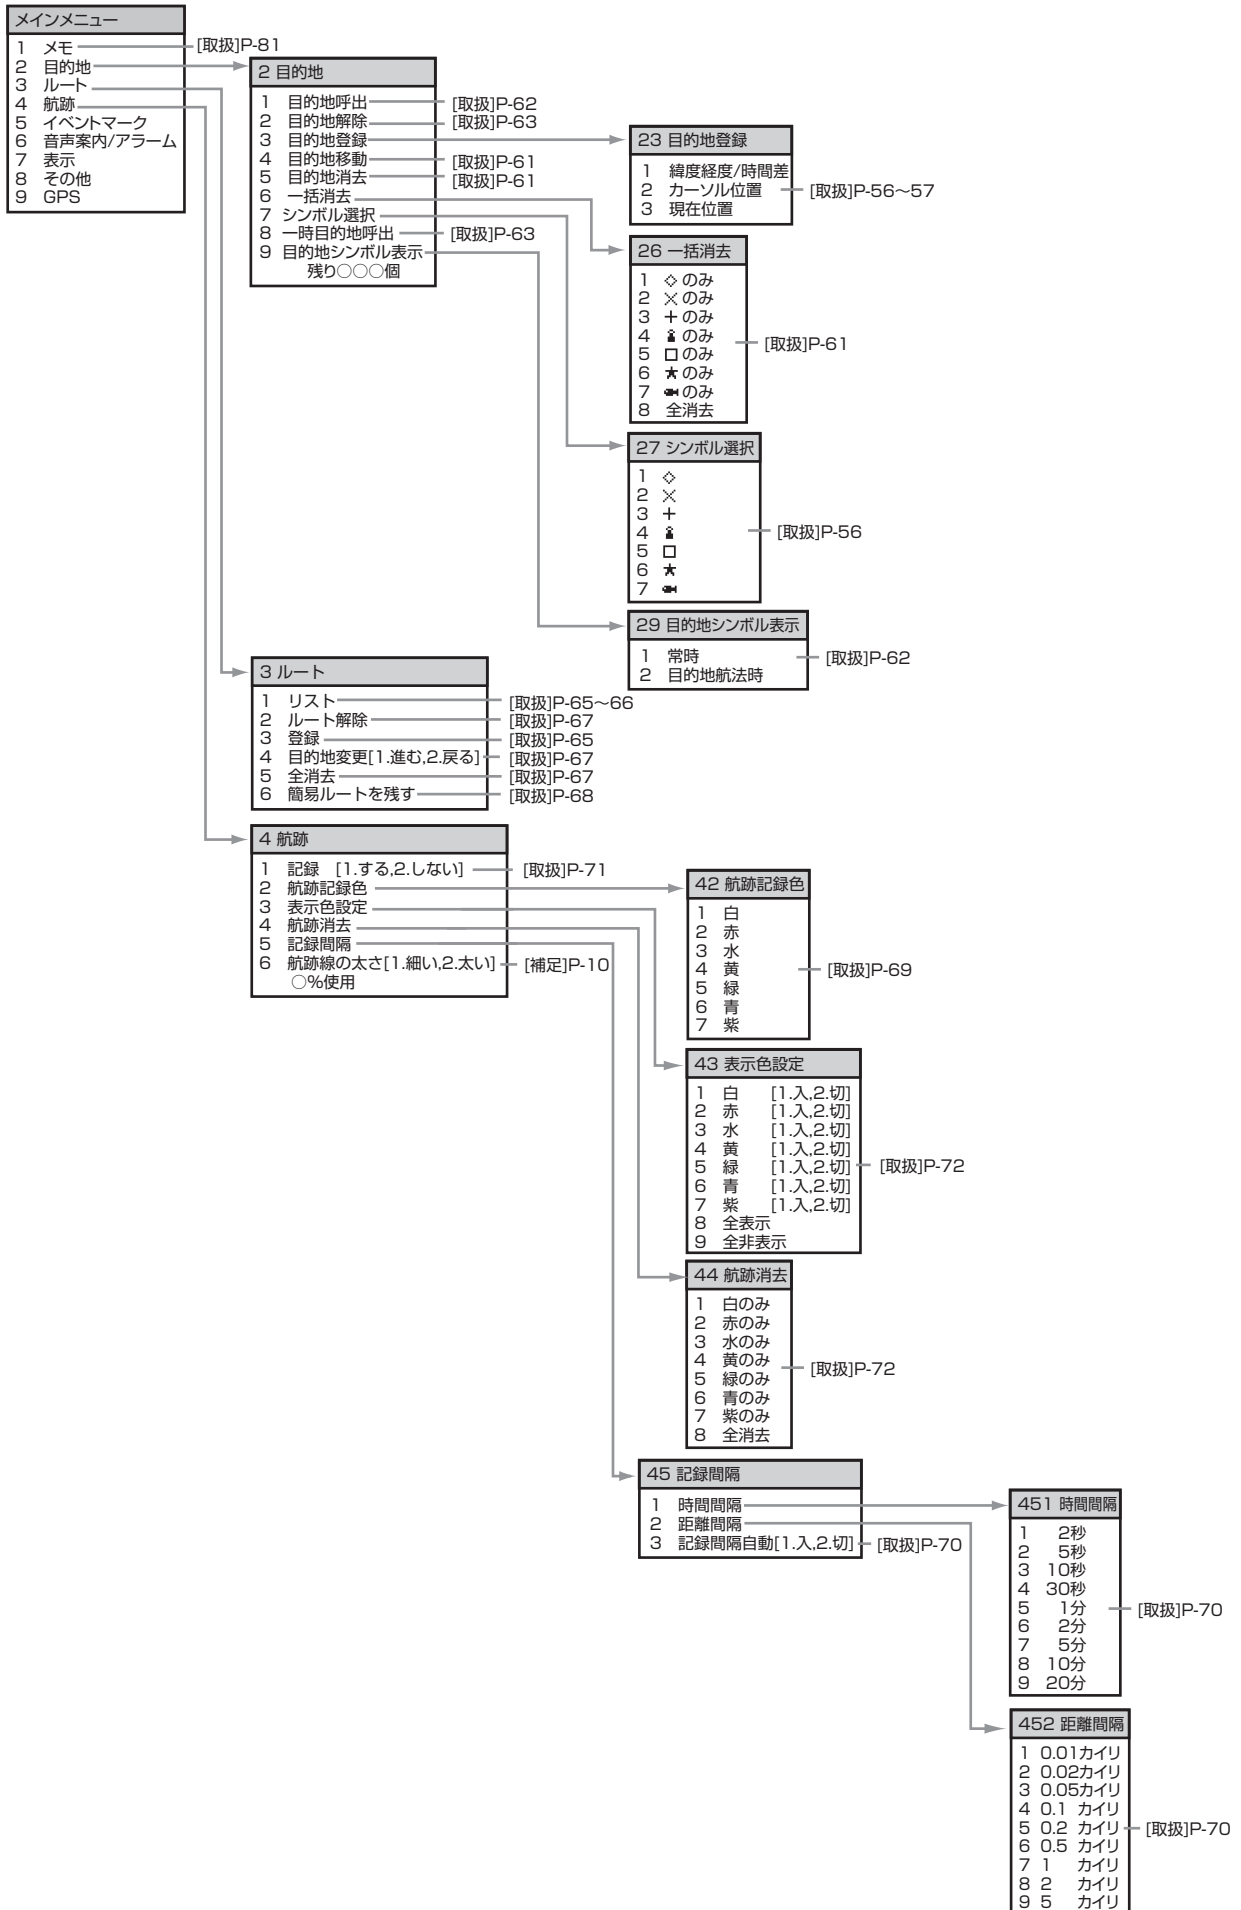 メインメニュー
1 メモ [取扱]P-81
2 目的地
3 ルート
4 航跡
5 イベントマーク
6 音声案内/アラーム
7 表示
8 その他
9 GPS
2 目的地
1 目的地呼出 [取扱]P-62
2 目的地解除 [取扱]P-63
3 目的地登録
4 目的地移動 [取扱]P-61
5 目的地消去 [取扱]P-61
6 一括消去
7 シンボル選択
8 一時目的地呼出 [取扱]P-63
9 目的地シンボル表示
残り○○○個
23 目的地登録
1 緯度経度/時間差
2 カーソル位置 [取扱]P-56～57
3 現在位置
26 一括消去
1 ◇のみ
2 ×のみ
3 +のみ
4 のみ [取扱]P-61
5 □のみ
6 ★のみ
7 のみ
8 全消去
27 シンボル選択
1 ◇
2 ×
3 +
4 [取扱]P-56
5 □
6 ★
7
29 目的地シンボル表示
1 常時 [取扱]P-62
2 目的地航法時
3 ルート
1 リスト [取扱]P-65～66
2 ルート解除 [取扱]P-67
3 登録 [取扱]P-65
4 目的地変更[1.進む,2.戻る] [取扱]P-67
5 全消去 [取扱]P-67
6 簡易ルートを残す [取扱]P-68
4 航跡
1 記録 [1.する,2.しない] [取扱]P-71
2 航跡記録色
3 表示色設定
4 航跡消去
5 記録間隔
6 航跡線の太さ[1.細い,2.太い] [補足]P-10
○%使用
42 航跡記録色
1 白
2 赤
3 水
4 黄 [取扱]P-69
5 緑
6 青
7 紫
43 表示色設定
1 白 [1.入,2.切]
2 赤 [1.入,2.切]
3 水 [1.入,2.切]
4 黄 [1.入,2.切]
5 緑 [1.入,2.切] [取扱]P-72
6 青 [1.入,2.切]
7 紫 [1.入,2.切]
8 全表示
9 全非表示
44 航跡消去
1 白のみ
2 赤のみ
3 水のみ
4 黄のみ [取扱]P-72
5 緑のみ
6 青のみ
7 紫のみ
8 全消去
45 記録間隔
1 時間間隔
2 距離間隔
3 記録間隔自動[1.入,2.切] [取扱]P-70
451 時間間隔
1 2秒
2 5秒
3 10秒
4 30秒
5 1分 [取扱]P-70
6 2分
7 5分
8 10分
9 20分
452 距離間隔
1 0.01カイリ
2 0.02カイリ
3 0.05カイリ
4 0.1 カイリ
5 0.2 カイリ [取扱]P-70
6 0.5 カイリ
7 1 カイリ
8 2 カイリ
9 5 カイリ